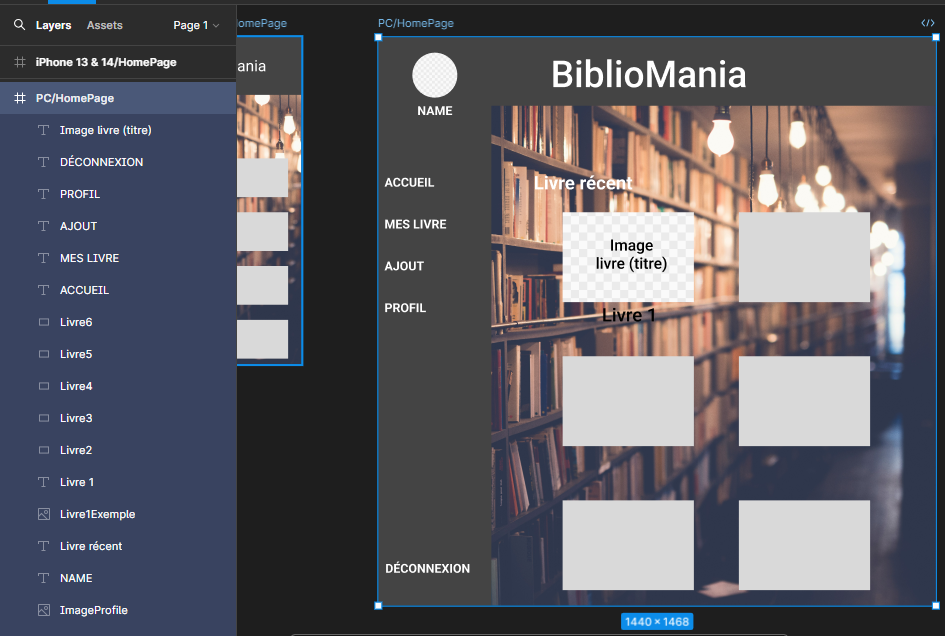 Layers
Assets
Page 1
iPhone 13 & 14/HomePage
PC/HomePage
Image livre (titre)
DÉCONNEXION
PROFIL
AJOUT
MES LIVRE
ACCUEIL
Livre6
Livre5
Livre4
Livre3
Livre2
Livre 1
Livre1Exemple
Livre récent
NAME
ImageProfile
omePage
ania
PC/HomePage
</>
BiblioMania
NAME
ACCUEIL
MES LIVRE
AJOUT
PROFIL
DÉCONNEXION
Livre récent
Image
livre (titre)
Livre 1
1440 × 1468